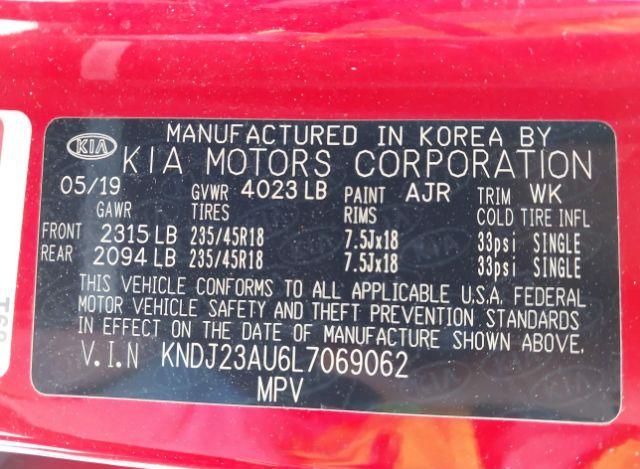 MANUFACTURED IN KOREA BY
KIA KIA MOTORS CORPORATION
05/19 GVWR 4023 LB PAINT AJR TRIM WK
GAWR TIRES RIMS COLD TIRE INFL
FRONT 2315 LB 235/45R18 7.5Jx18 33psi SINGLE
REAR 2094 LB 235/45R18 7.5Jx18 33psi SINGLE
THIS VEHICLE CONFORMS TO ALL APPLICABLE U.S.A. FEDERAL
MOTOR VEHICLE SAFETY AND THEFT PREVENTION STANDARDS
IN EFFECT ON THE DATE OF MANUFACTURE SHOWN ABOVE.
V.I.N KNDJ23AU6L7069062
MPV